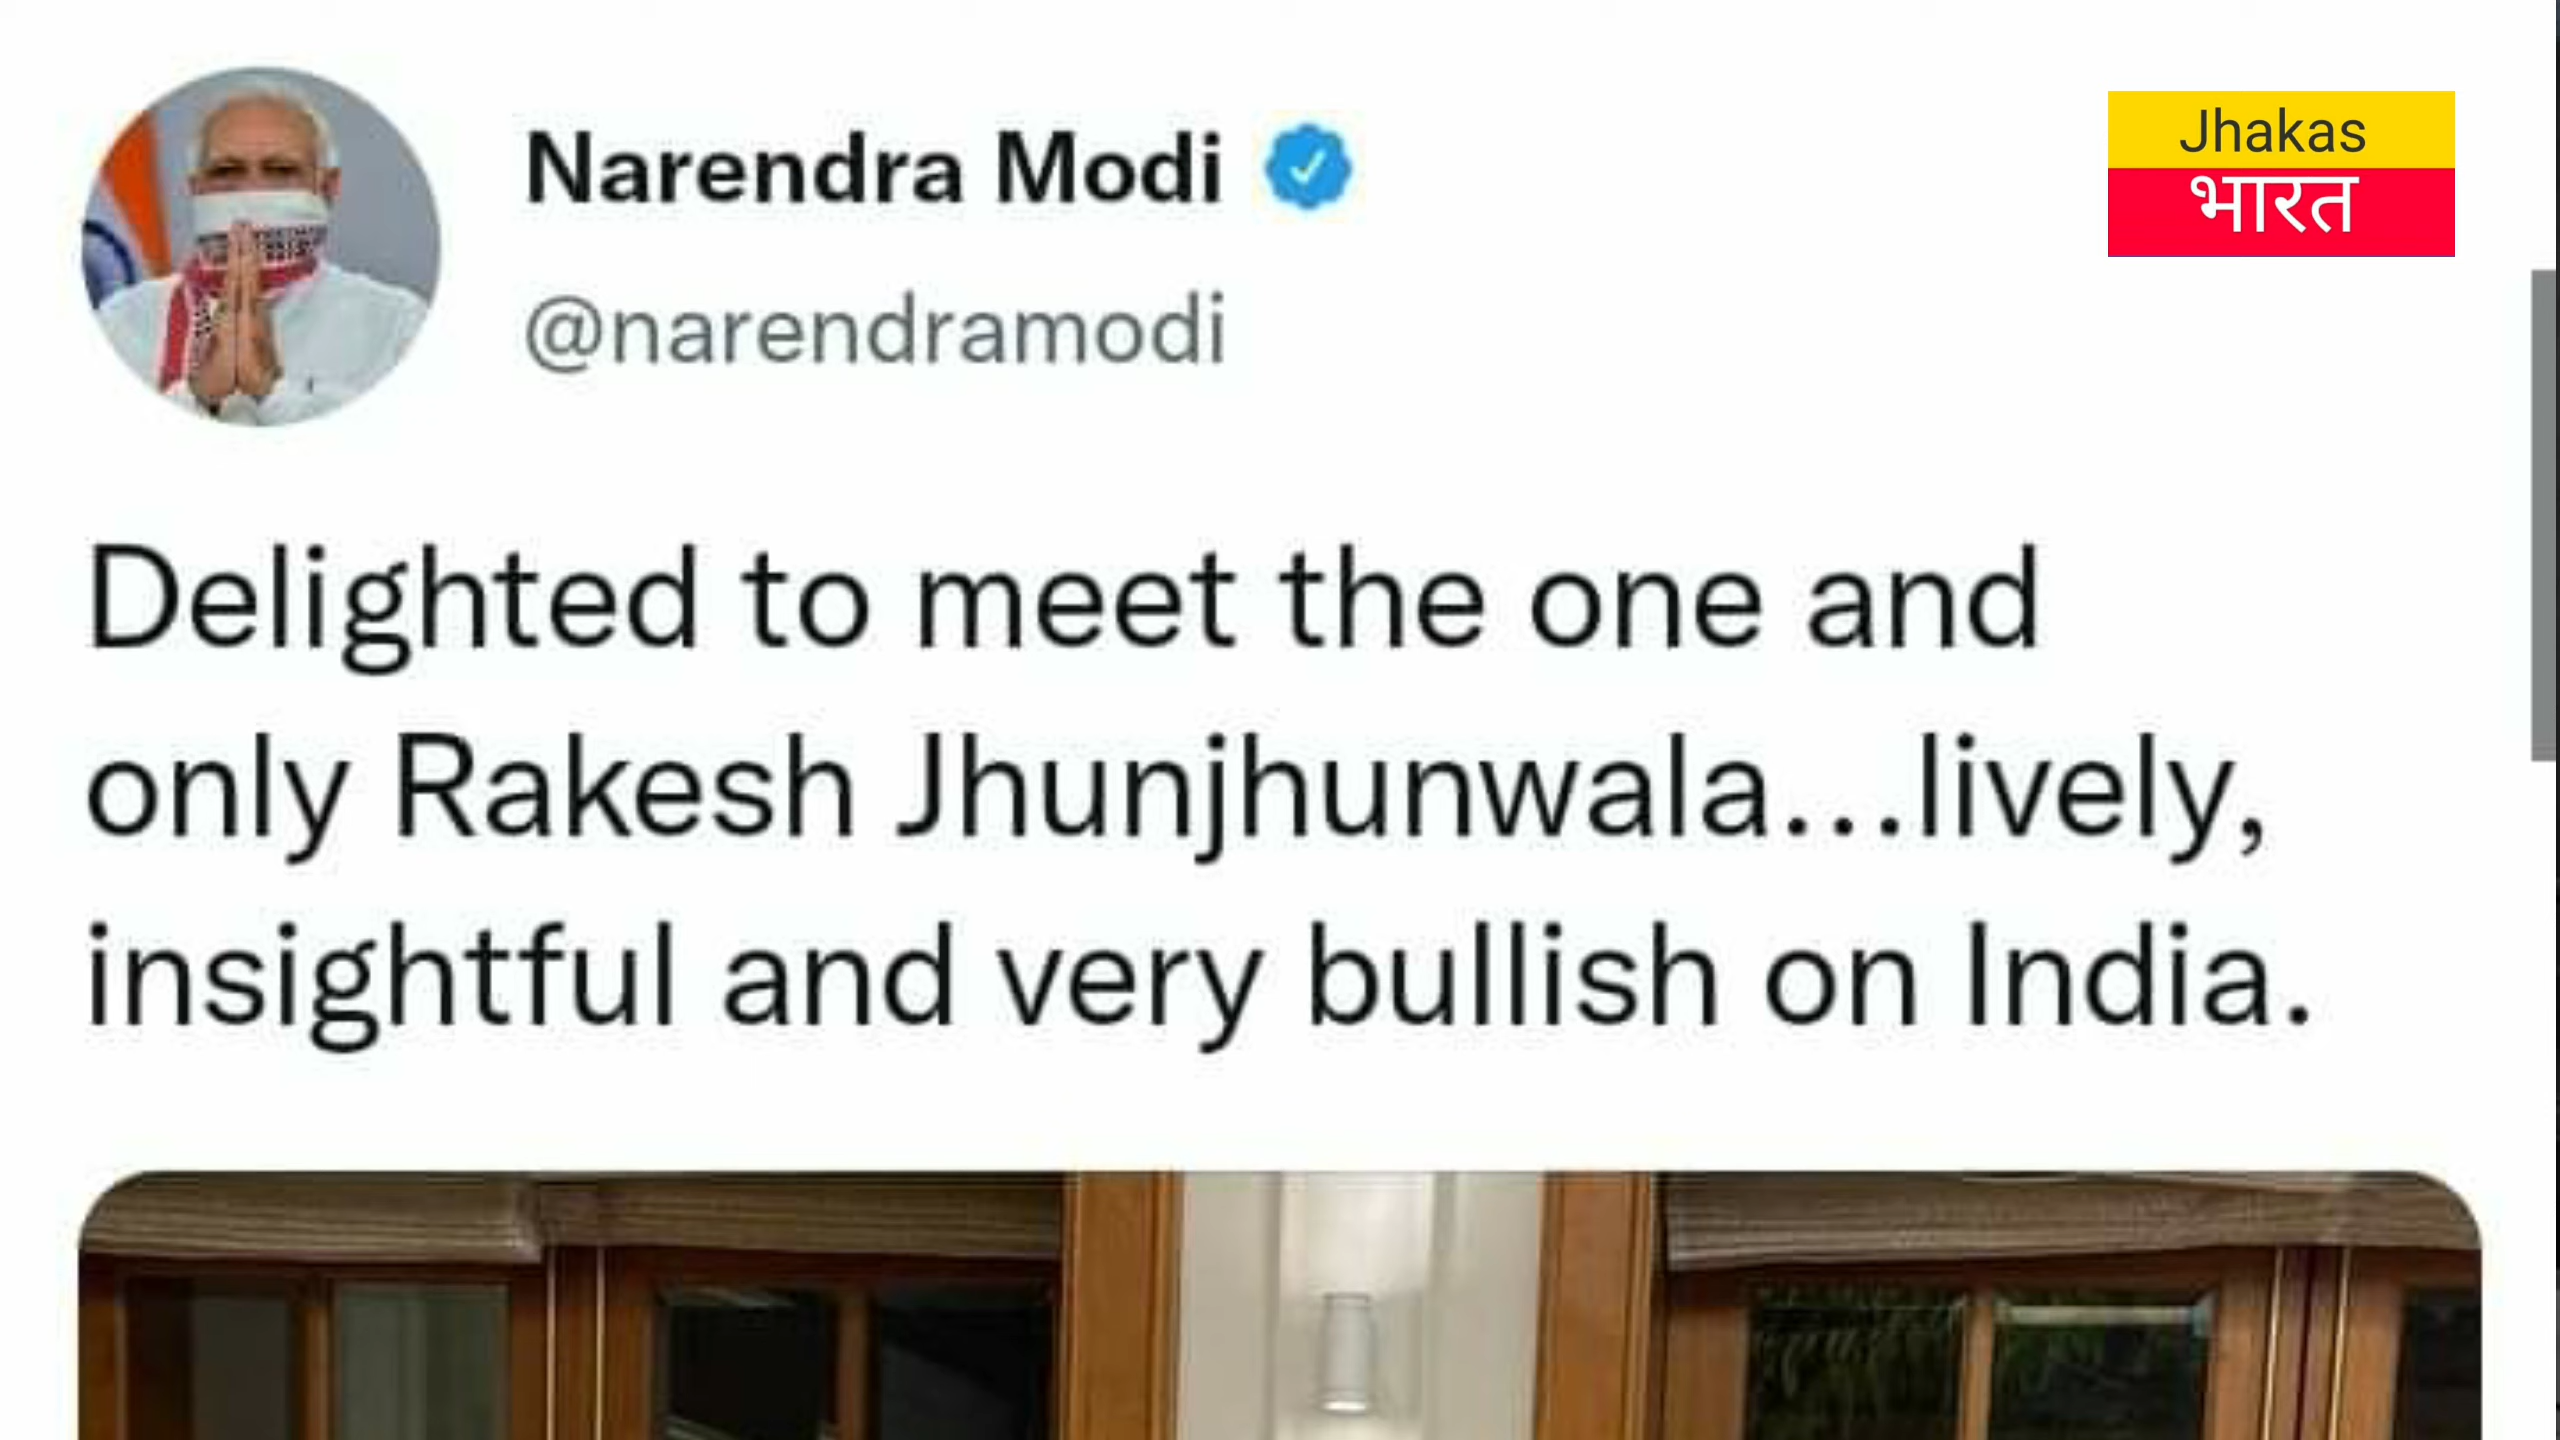 Narendra Modi
@narendramodi
Jhakas
भारत
Delighted to meet the one and
only Rakesh Jhunjhunwala...lively,
insightful and very bullish on India.